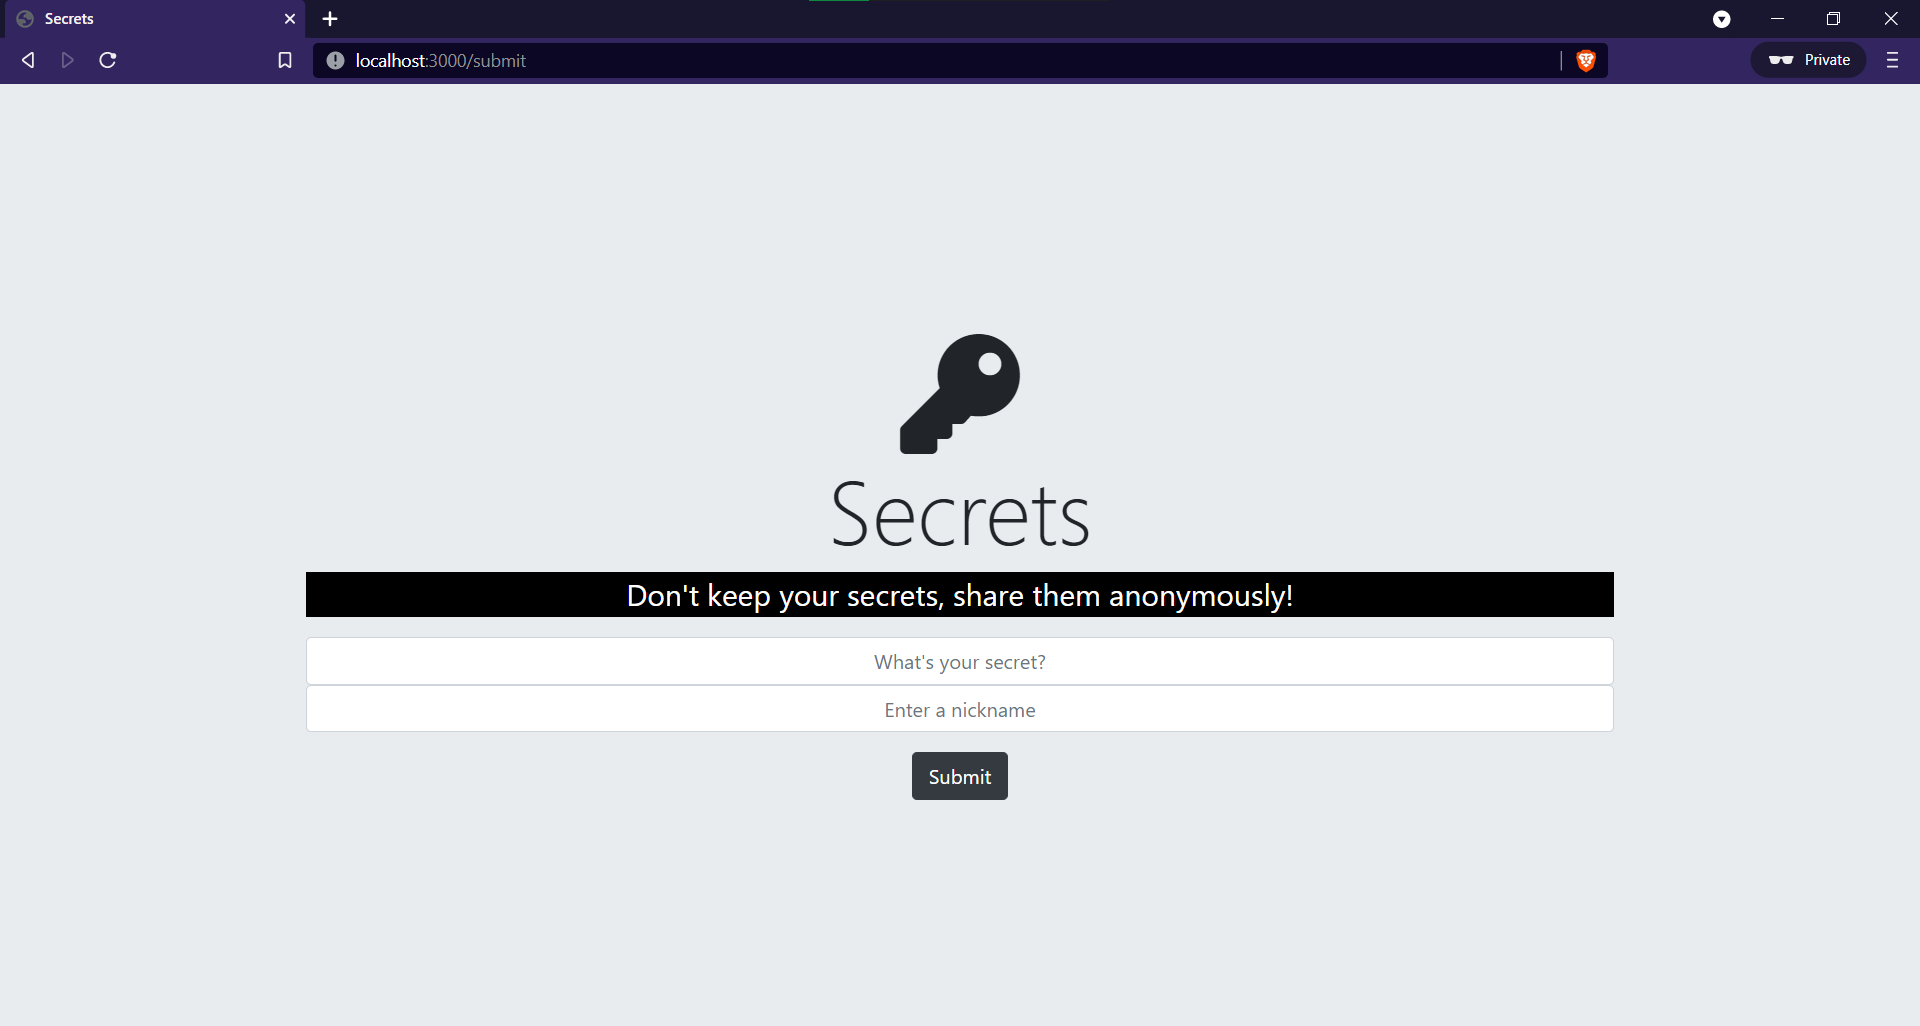 Secrets
localhost:3000/submit
Private
Secrets
Don't keep your secrets, share them anonymously!
What's your secret?
Enter a nickname
Submit